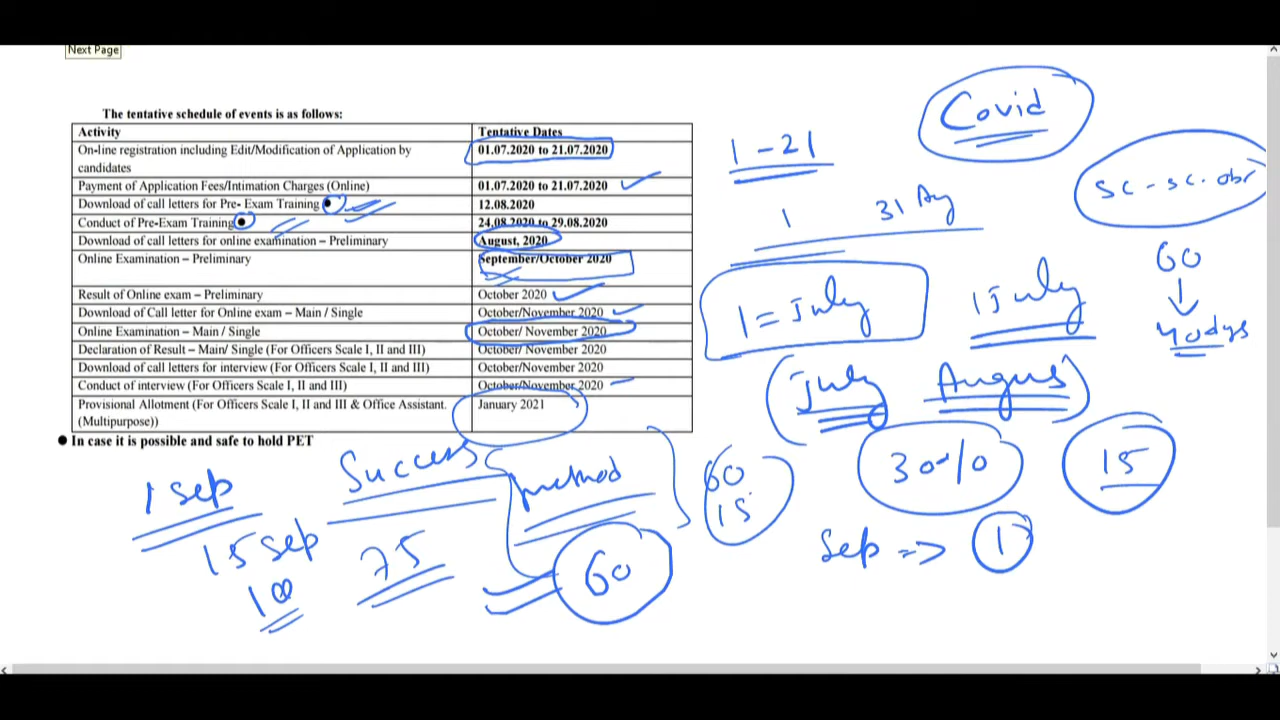 Next Page
The tentative schedule of events is as follows:
Activity Tentative Dates
On-line registration including Edit/Modification of Application by 01.07.2020 to 21.07.2020
candidates
Payment of Application Fees/Intimation Charges (Online) 01.07.2020 to 21.07.2020
Download of call letters for Pre- Exam Training 12.08.2020
Conduct of Pre-Exam Training 24.08.2020 to 29.08.2020
Download of call letters for online examination – Preliminary August, 2020
Online Examination – Preliminary September/October 2020
Result of Online exam – Preliminary October 2020
Download of Call letter for Online exam – Main / Single October/November 2020
Online Examination – Main / Single October/ November 2020
Declaration of Result – Main/ Single (For Officers Scale I, II and III) October/ November 2020
Download of call letters for interview (For Officers Scale I, II and III) October/November 2020
Conduct of interview (For Officers Scale I, II and III) October/November 2020
Provisional Allotment (For Officers Scale I, II and III & Office Assistant. January 2021
(Multipurpose))
● In case it is possible and safe to hold PET
Covid
1 - 21
SC - SC - obc
1 31 Aug
60
1 = July 1 July
40 dys
July Augus
30% 15
1 Sep Success method 60
15
15 Sep 75 60 Sep => 1
100